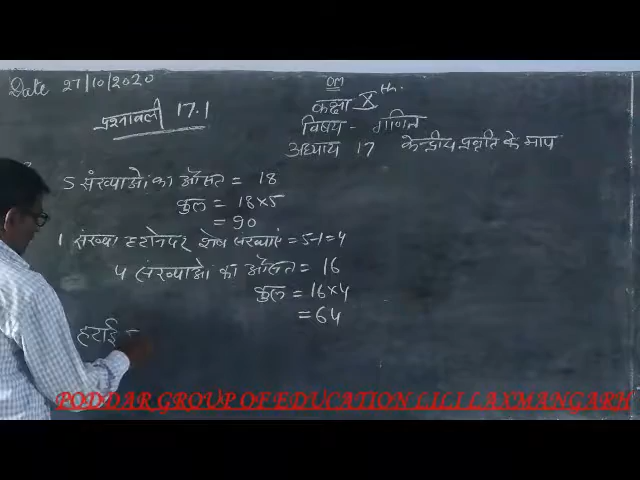 Date 27/10/2020
OM
कक्षा Xth.
प्रश्नावली 17.1
विषय - गणित
अध्याय 17 केन्द्रीय प्रवृत्ति के माप
5 संख्याओं का औसत = 18
कुल = 18×5
= 90
1 संख्या हटाने पर शेष संख्याएं = 5-1=4
4 संख्याओं का औसत = 16
कुल = 16×4
= 64
हटाई
PODDAR GROUP OF EDUCATION LILI LAXMANGARH